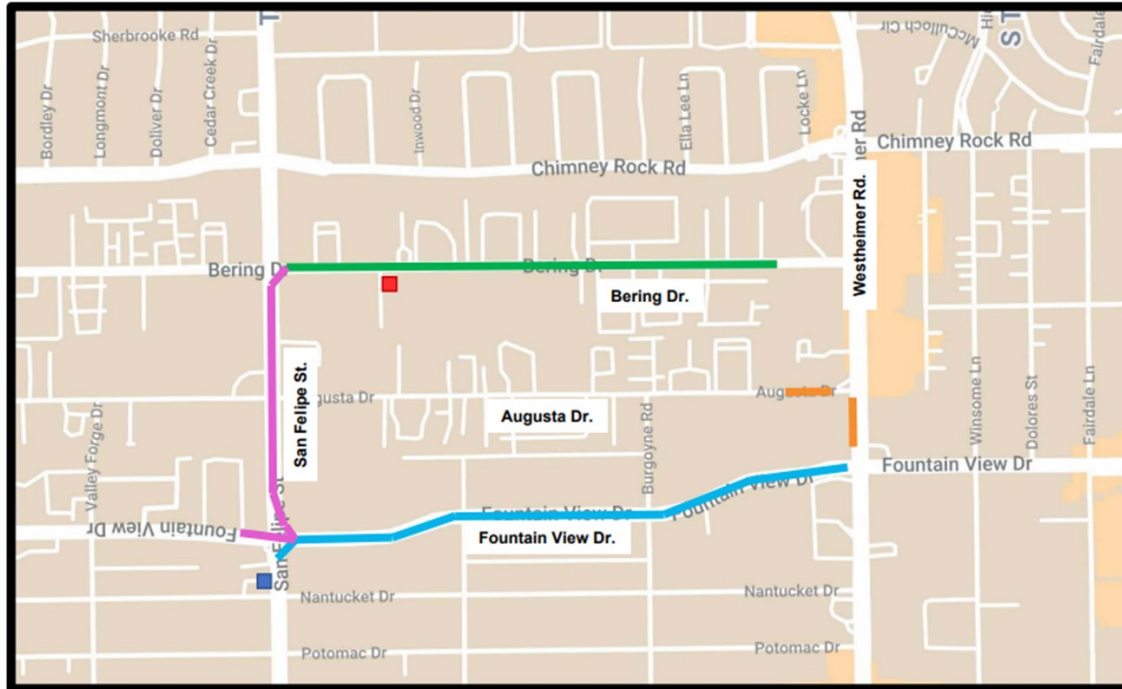 T
Sherbrooke Rd
Bordley Dr
Longmont Dr
Doliver Dr
Cedar Creek Dr
Inwood Dr
Ella Lee Ln
Locke Ln
McCulloch Cir
S T
Fairdale
Chimney Rock Rd
Chimney Rock Rd
Westheimer Rd.
Bering D
Bering Dr
Bering Dr.
San Felipe St.
gusta Dr
Augusta Dr
Augusta Dr.
Valley Forge Dr
Burgoyne Rd
Winsome Ln
Dolores St
Fairdale Ln
Fountain View Dr
Fountain View Dr
Fountain View Dr
Fountain View Dr
Fountain View Dr.
San Felipe St
Nantucket Dr
Nantucket Dr
Potomac Dr
Potomac Dr